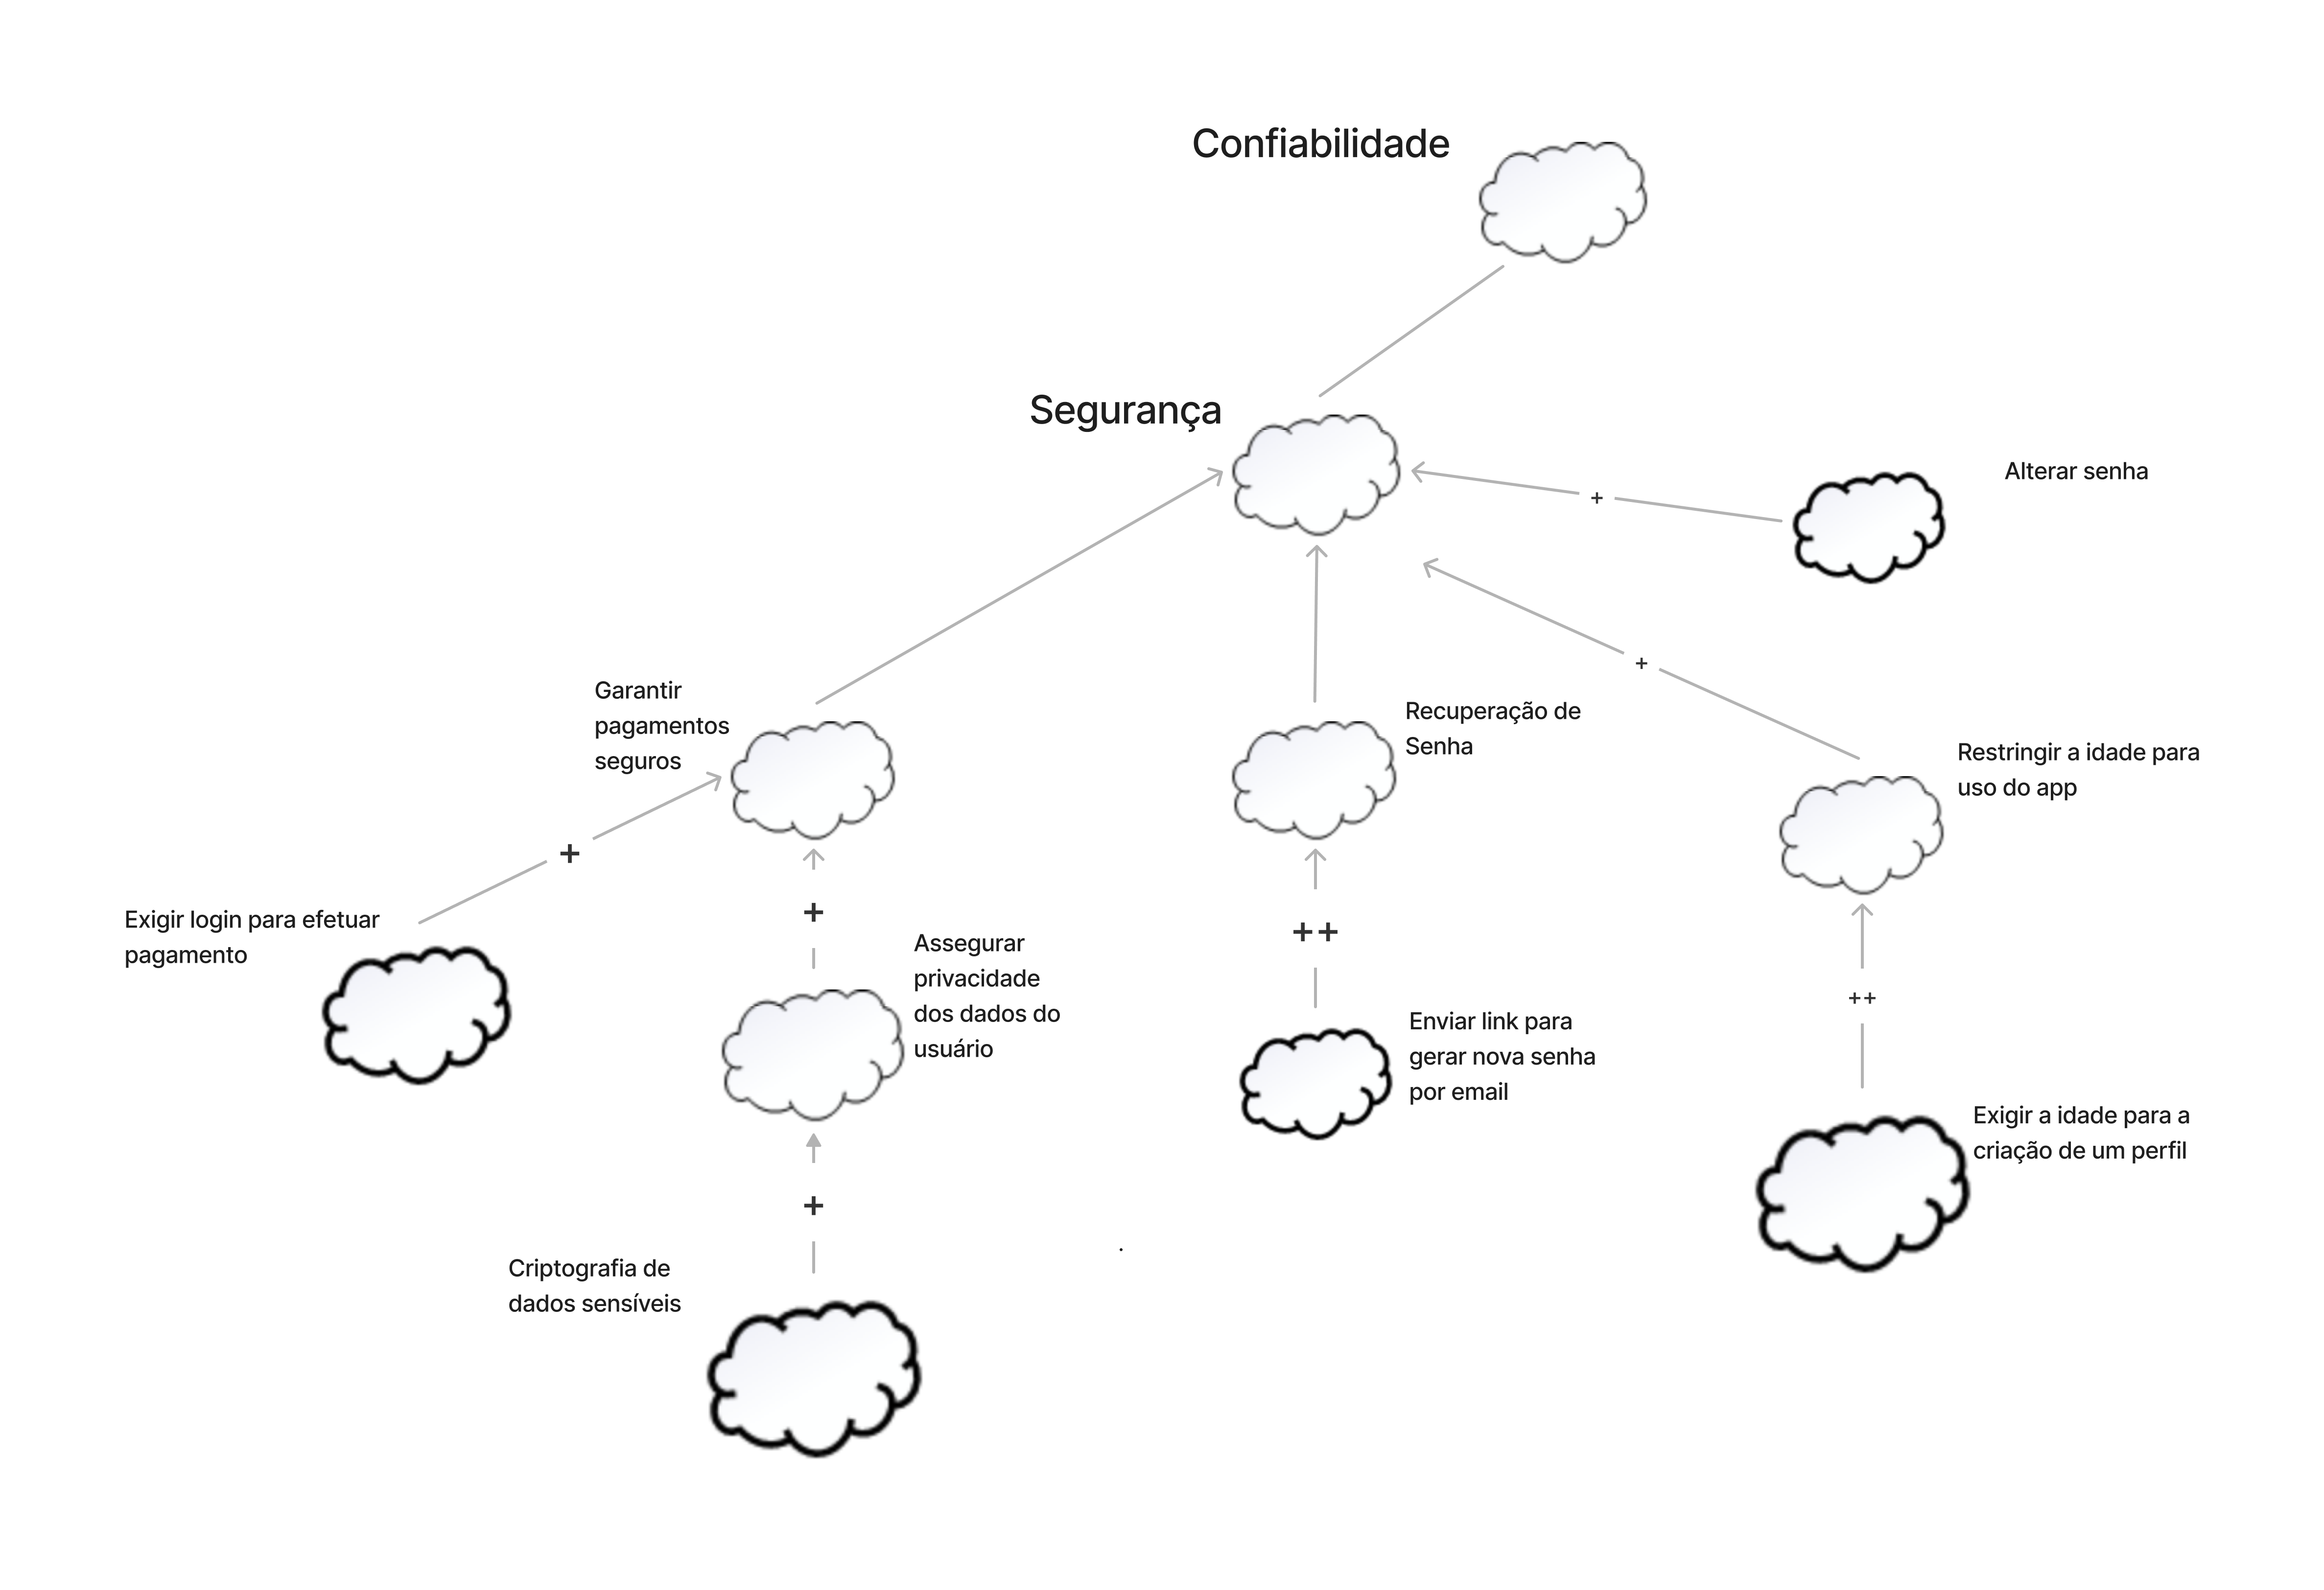 Confiabilidade
Segurança
Alterar senha
+
+
Garantir
pagamentos
seguros
Recuperação de
Senha
Restringir a idade para
uso do app
+
Exigir login para efetuar
pagamento
+
++
Assegurar
privacidade
dos dados do
usuário
++
Enviar link para
gerar nova senha
por email
Exigir a idade para a
criação de um perfil
+
Criptografia de
dados sensíveis
.